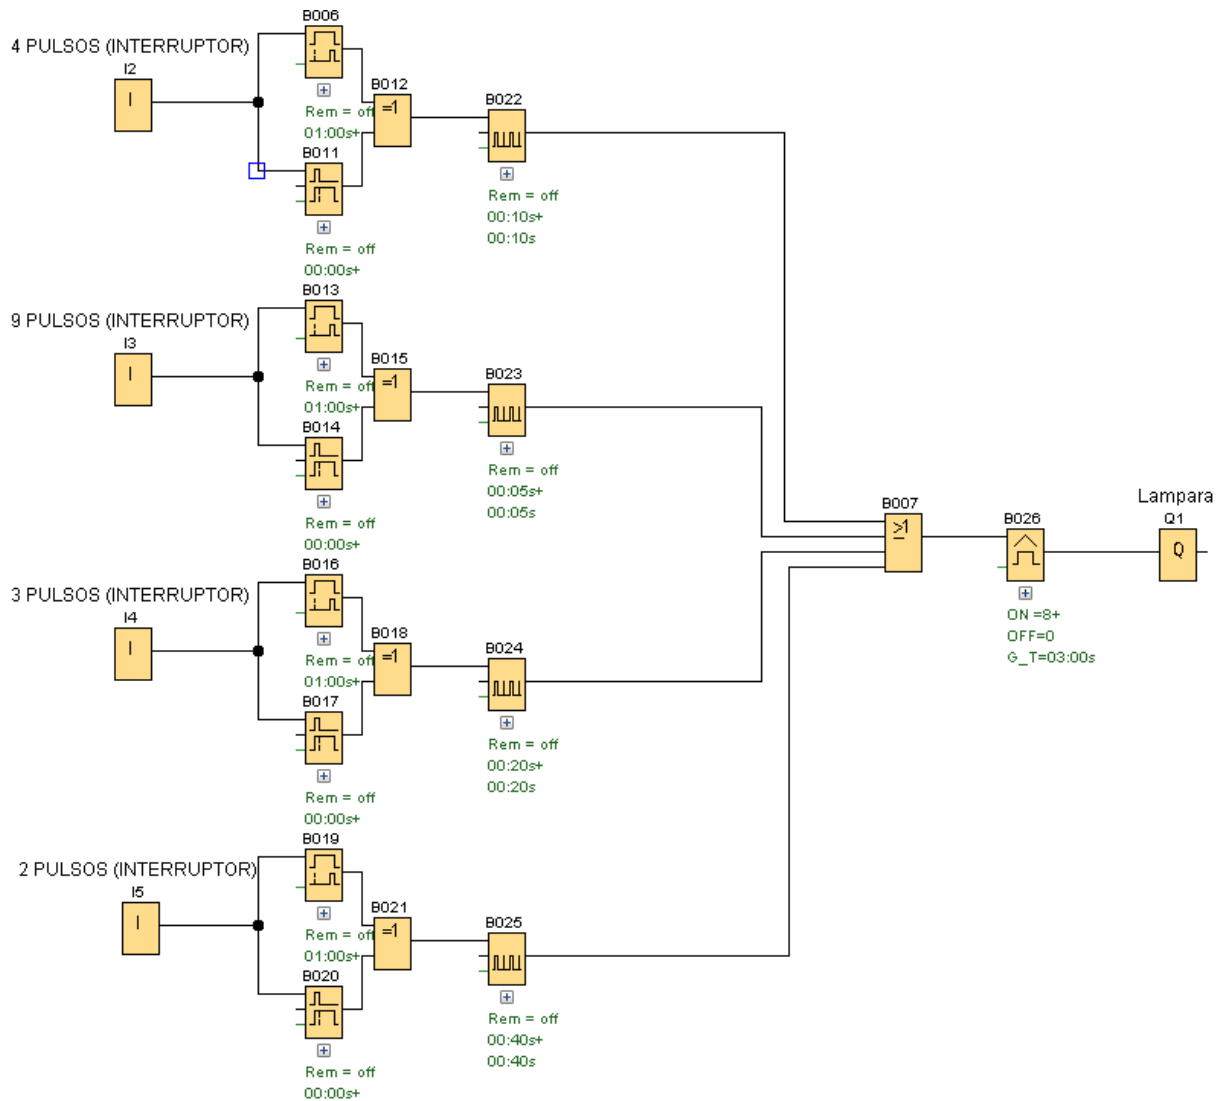 B006
4 PULSOS (INTERRUPTOR)
I2
I
B012
=1
Rem = off
01:00s+
B022
B011
Rem = off
00:10s+
00:10s
Rem = off
00:00s+
B013
9 PULSOS (INTERRUPTOR)
I3
I
B015
=1
Rem = off
01:00s+
B023
B014
Rem = off
00:05s+
00:05s
Rem = off
00:00s+
Lampara
B007
>1
B026
Q1
Q
B016
3 PULSOS (INTERRUPTOR)
I4
I
ON =8+
OFF=0
G_T=03:00s
B018
=1
Rem = off
01:00s+
B024
B017
Rem = off
00:20s+
00:20s
Rem = off
00:00s+
B019
2 PULSOS (INTERRUPTOR)
I5
I
B021
=1
Rem = off
01:00s+
B025
B020
Rem = off
00:40s+
00:40s
Rem = off
00:00s+